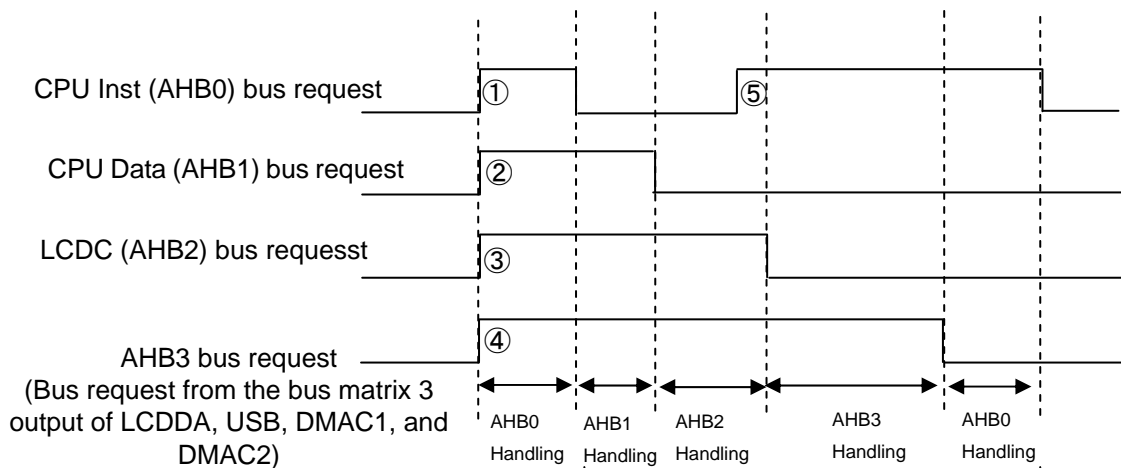 CPU Inst (AHB0) bus request
①
⑤
CPU Data (AHB1) bus request
②
LCDC (AHB2) bus requesst
③
④
AHB3 bus request
(Bus request from the bus matrix 3
output of LCDDA, USB, DMAC1, and
DMAC2)
AHB0
Handling
AHB1
Handling
AHB2
Handling
AHB3
Handling
AHB0
Handling